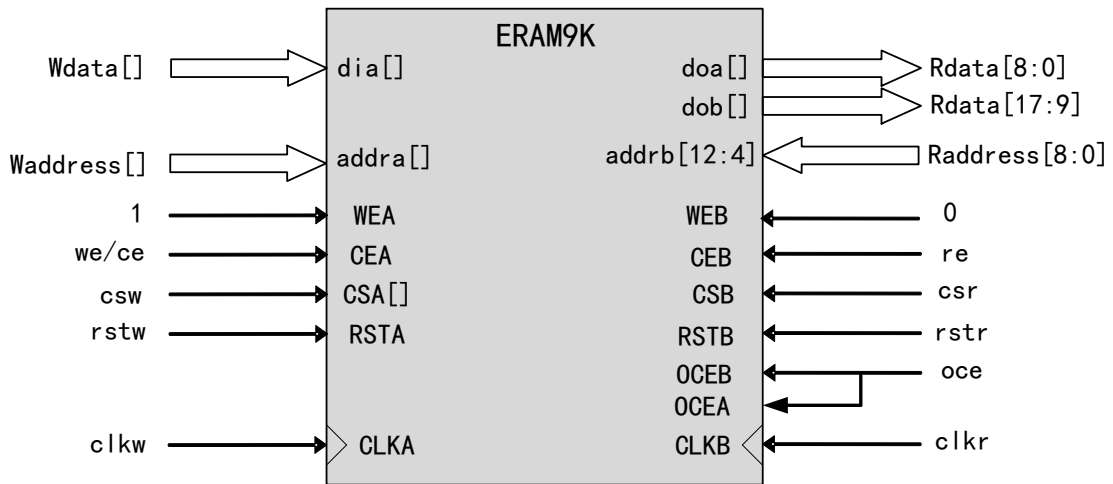 ERAM9K
Wdata[] dia[] doa[] Rdata[8:0]
dob[] Rdata[17:9]
Waddress[] addra[] addrb[12:4] Raddress[8:0]
1 WEA WEB 0
we/ce CEA CEB re
csw CSA[] CSB csr
rstw RSTA RSTB rstr
OCEB oce
OCEA
clkw CLKA CLKB clkr